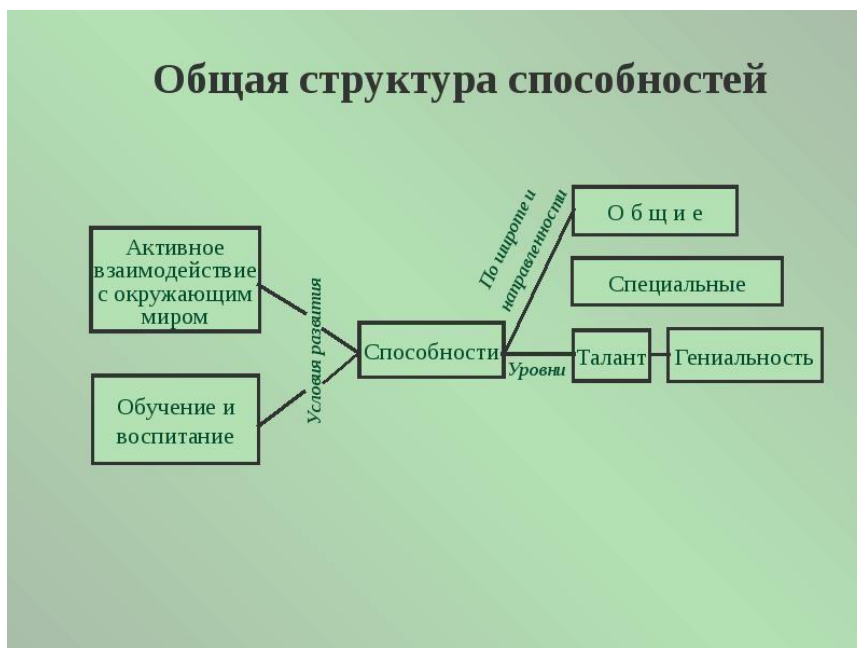 Общая структура способностей
Активное
взаимодействие
с окружающим
миром
Обучение и
воспитание
Условия развития
Способности
По широте и
направленности
Уровни
О б щ и е
Специальные
Талант
Гениальность